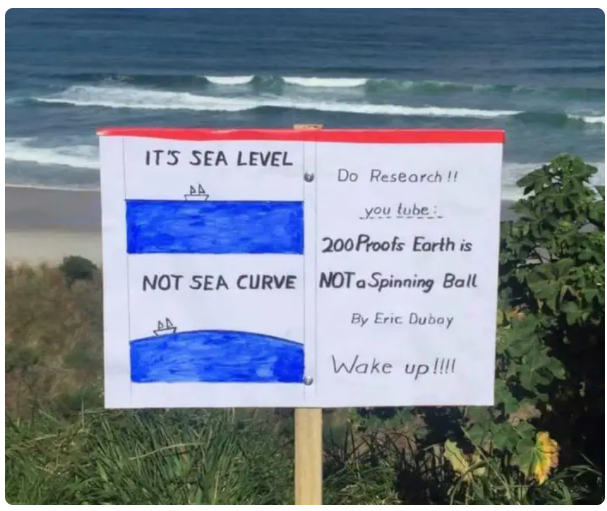 IT'S SEA LEVEL
NOT SEA CURVE
Do Research!!
you tube:
200 Proofs Earth is
NOT a Spinning Ball
By Eric Dubay
Wake up!!!!